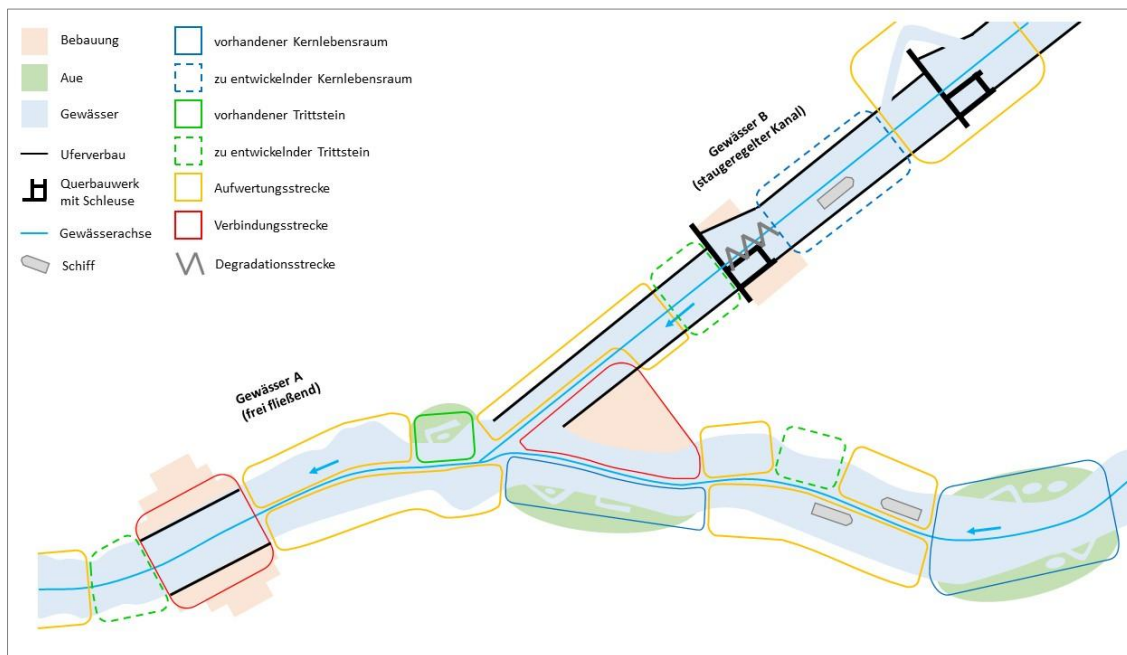 Bebauung
Aue
Gewässer
Uferverbau
Querbauwerk
mit Schleuse
Gewässerachse
Schiff
vorhandener Kernlebensraum
zu entwickelnder Kernlebensraum
vorhandener Trittstein
zu entwickelnder Trittstein
Aufwertungsstrecke
Verbindungsstrecke
Degradationsstrecke
Gewässer B
(staugeregelter Kanal)
Gewässer A
(frei fließend)